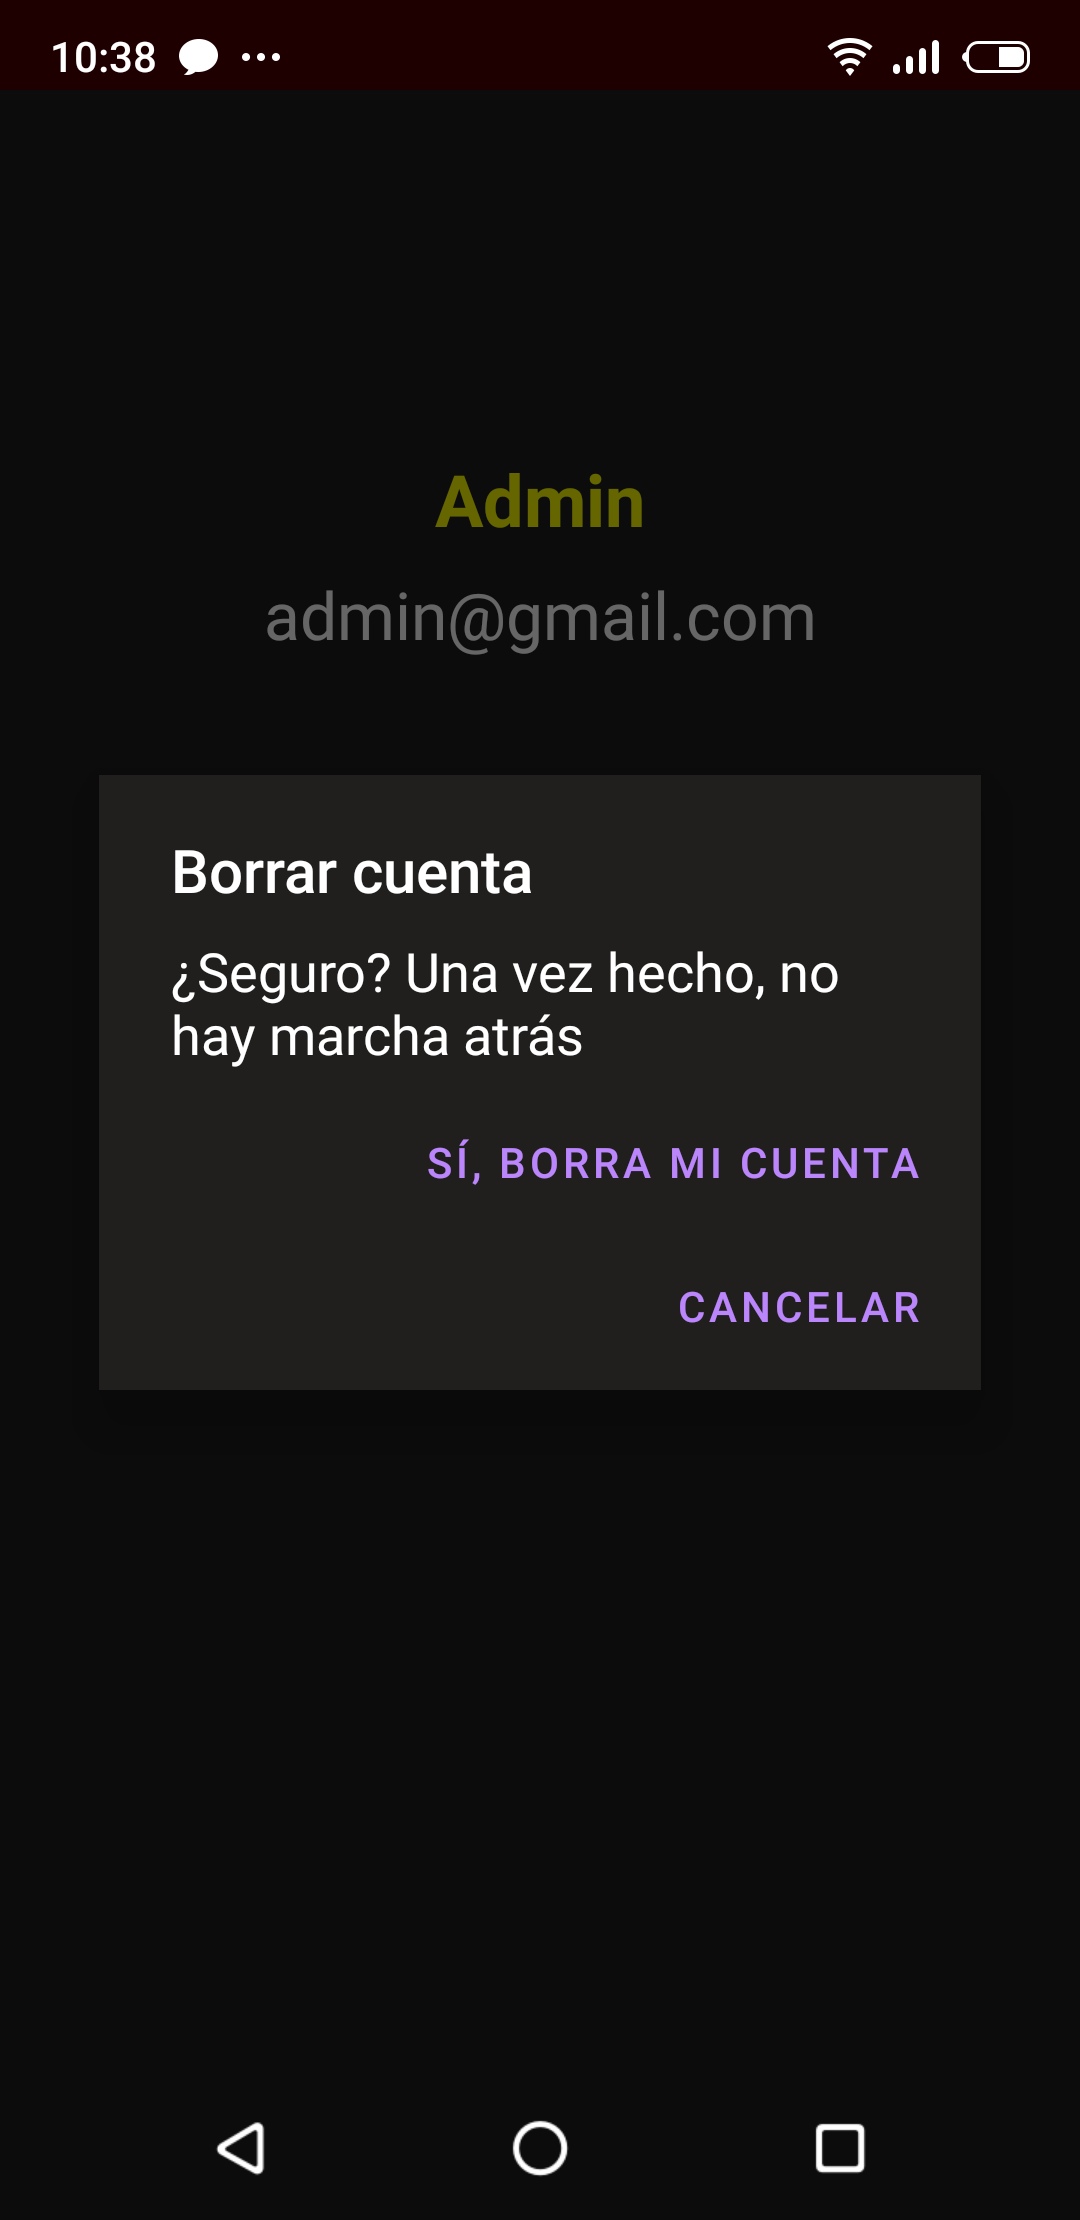 10:38
Admin
admin@gmail.com
Borrar cuenta
¿Seguro? Una vez hecho, no
hay marcha atrás
SÍ, BORRA MI CUENTA
CANCELAR